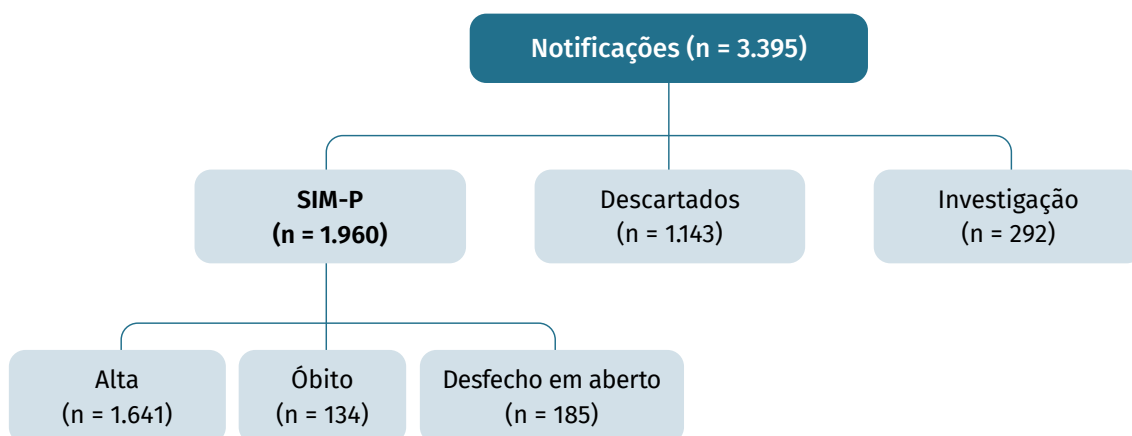 Notificações (n = 3.395)
SIM-P
(n = 1.960)
Descartados
(n = 1.143)
Investigação
(n = 292)
Alta
(n = 1.641)
Óbito
(n = 134)
Desfecho em aberto
(n = 185)